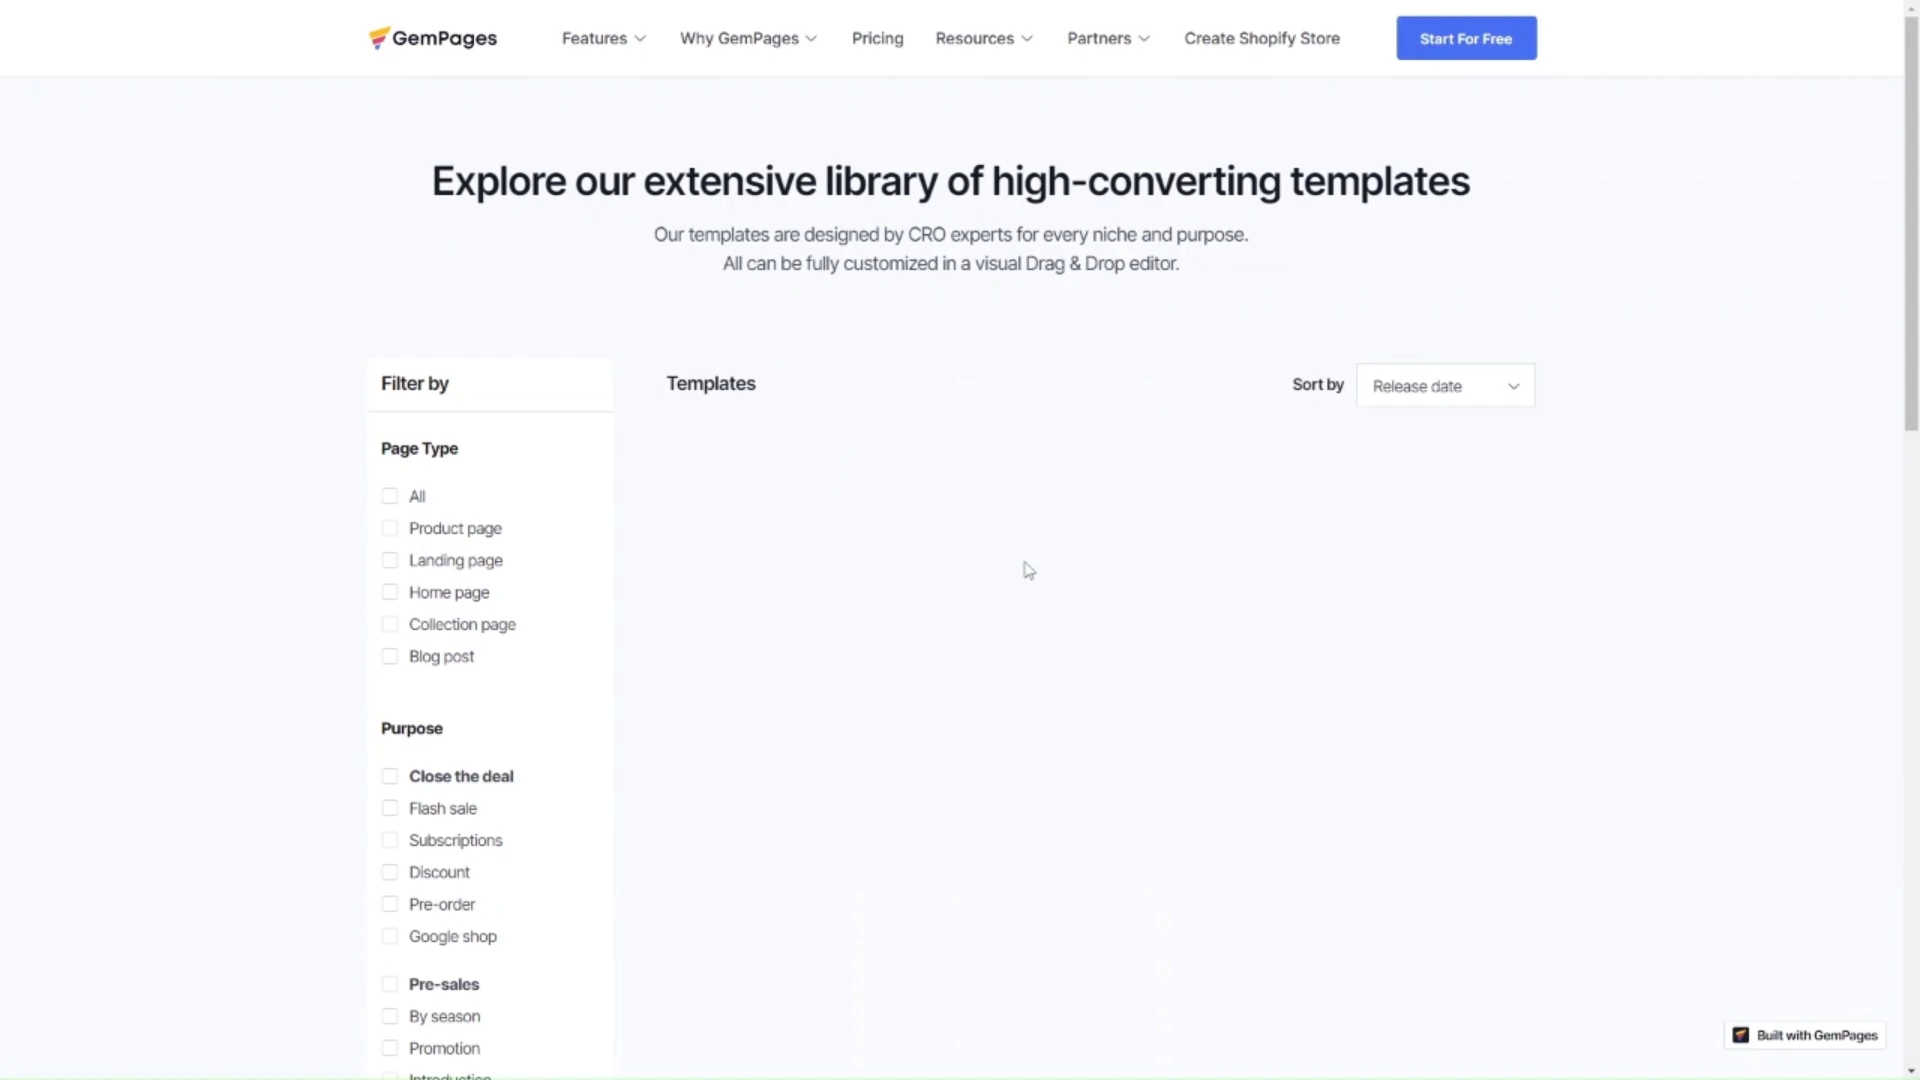 GemPages
Features
Why GemPages
Pricing
Resources
Partners
Create Shopify Store
Start For Free
Explore our extensive library of high-converting templates
Our templates are designed by CRO experts for every niche and purpose.
All can be fully customized in a visual Drag & Drop editor.
Filter by
Templates
Sort by
Release date
Page Type
All
Product page
Landing page
Home page
Collection page
Blog post
Purpose
Close the deal
Flash sale
Subscriptions
Discount
Pre-order
Google shop
Pre-sales
By season
Promotion
Introduction
Built with GemPages